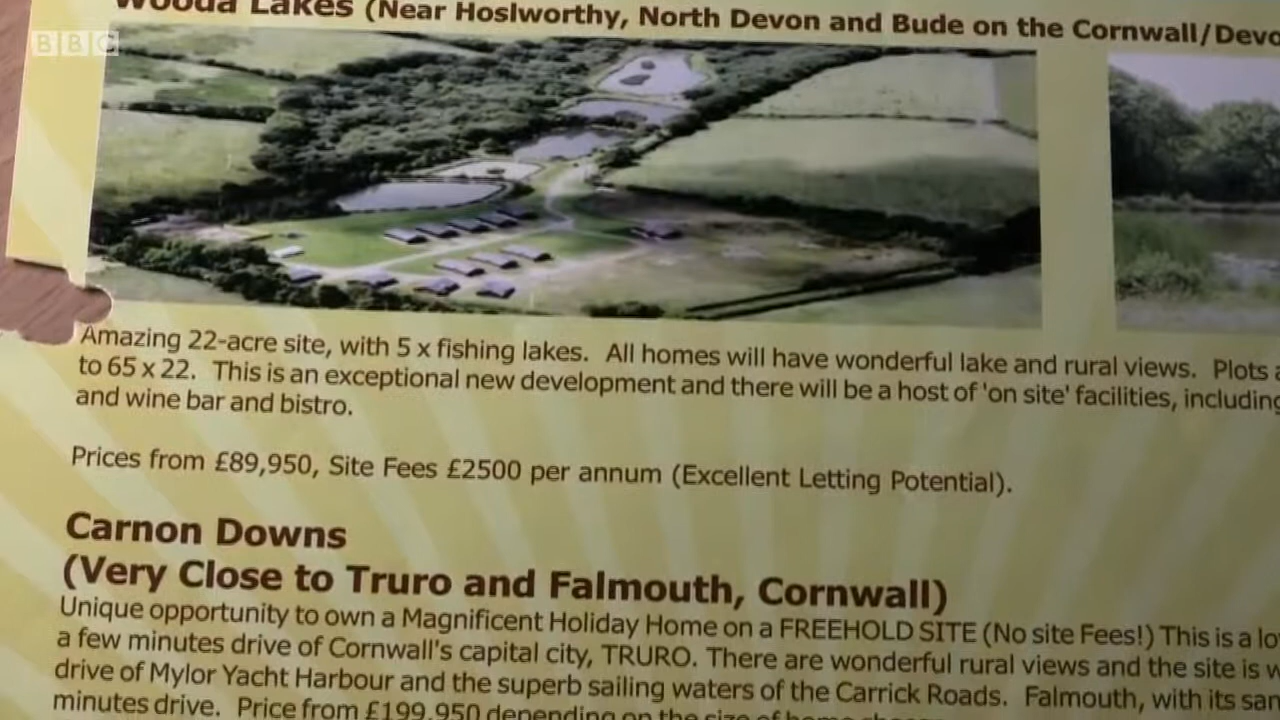 Wooda Lakes (Near Hoslworthy, North Devon and Bude on the Cornwall/Devo
BBC
Amazing 22-acre site, with 5 x fishing lakes. All homes will have wonderful lake and rural views. Plots
to 65 x 22. This is an exceptional new development and there will be a host of 'on site' facilities, including
and wine bar and bistro.
Prices from £89,950, Site Fees £2500 per annum (Excellent Letting Potential).
Carnon Downs
(Very Close to Truro and Falmouth, Cornwall)
Unique opportunity to own a Magnificent Holiday Home on a FREEHOLD SITE (No site Fees!) This is a lo
a few minutes drive of Cornwall's capital city, TRURO. There are wonderful rural views and the site is w
drive of Mylor Yacht Harbour and the superb sailing waters of the Carrick Roads. Falmouth, with its san
minutes drive. Price from £199,950 depending on the size of home